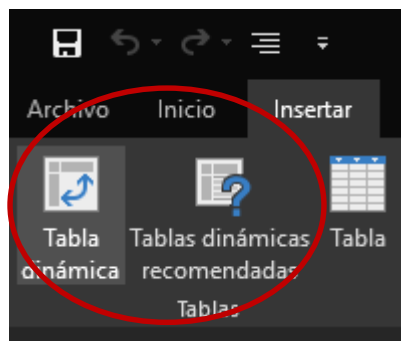 Archivo Inicio Insertar
Tabla dinámica
Tablas dinámicas recomendadas
Tabla
Tablas